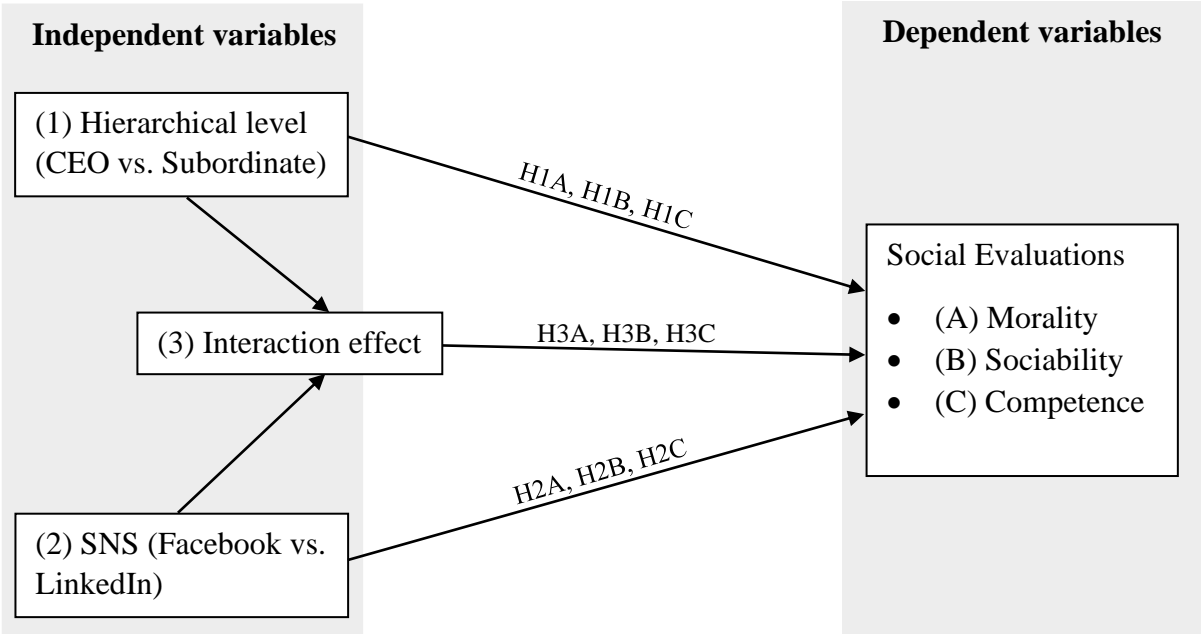 Independent variables
Dependent variables
(1) Hierarchical level
(CEO vs. Subordinate)
H1A, H1B, H1C
Social Evaluations
• (A) Morality
• (B) Sociability
• (C) Competence
(3) Interaction effect
H3A, H3B, H3C
H2A, H2B, H2C
(2) SNS (Facebook vs.
LinkedIn)